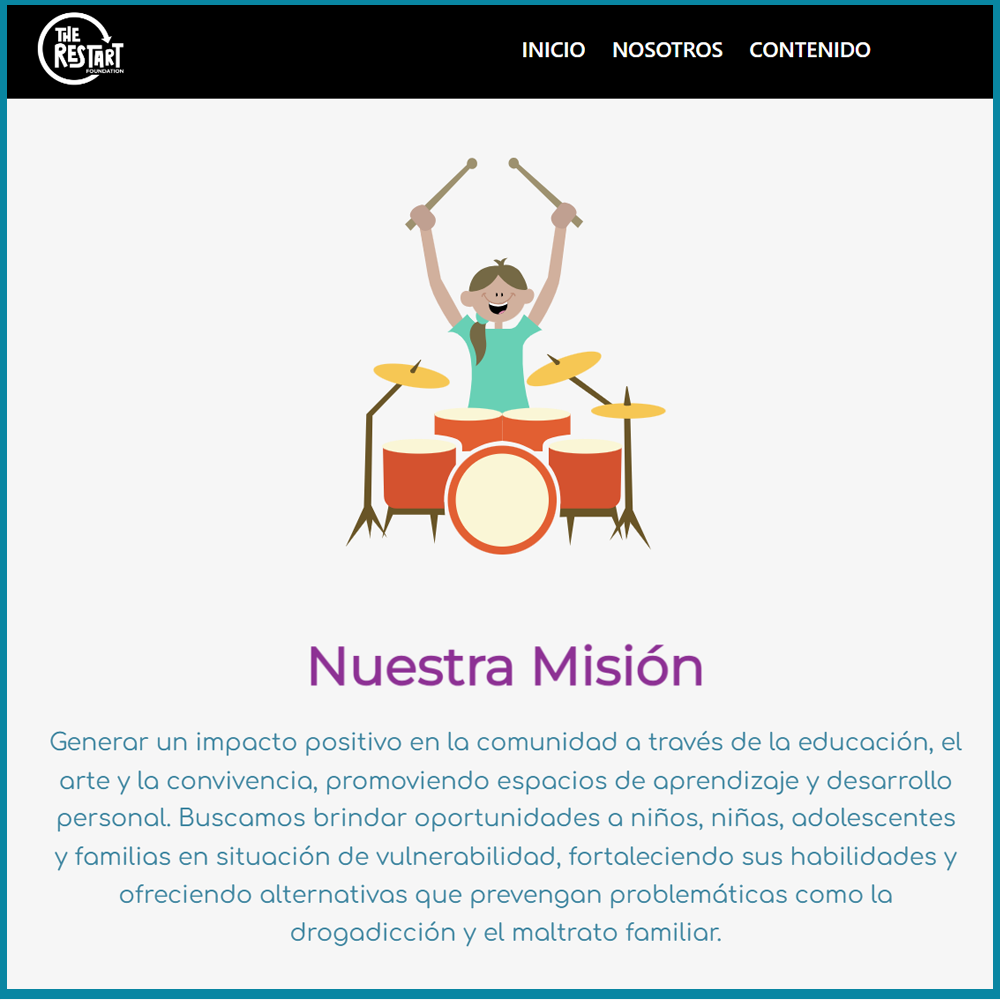 THE
RESTART
FOUNDATION
INICIO NOSOTROS CONTENIDO
Nuestra Misión
Generar un impacto positivo en la comunidad a través de la educación, el
arte y la convivencia, promoviendo espacios de aprendizaje y desarrollo
personal. Buscamos brindar oportunidades a niños, niñas, adolescentes
y familias en situación de vulnerabilidad, fortaleciendo sus habilidades y
ofreciendo alternativas que prevengan problemáticas como la
drogadicción y el maltrato familiar.